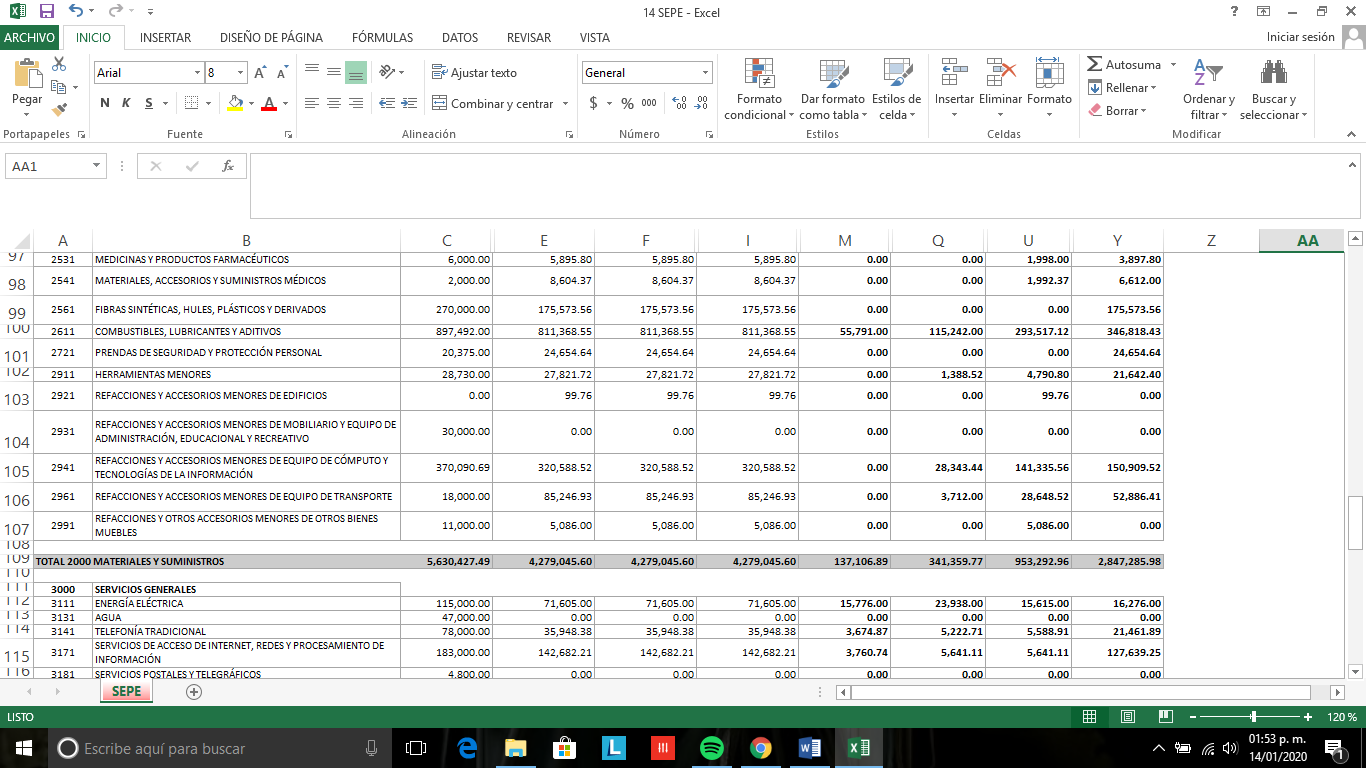 14 SEPE - Excel
ARCHIVO INICIO INSERTAR DISEÑO DE PÁGINA FÓRMULAS DATOS REVISAR VISTA Iniciar sesión
Pegar
Arial 8
N K S
Ajustar texto
Combinar y centrar
General
$ % 000
Formato condicional
Dar formato como tabla
Estilos de celda
Insertar Eliminar Formato
Autosuma
Rellenar
Borrar
Ordenar y filtrar
Buscar y seleccionar
Portapapeles Fuente Alineación Número Estilos Celdas Modificar
AA1 fx
A B C E F I M Q U Y Z AA
97 2531 MEDICINAS Y PRODUCTOS FARMACÉUTICOS 6,000.00 5,895.80 5,895.80 5,895.80 0.00 0.00 1,998.00 3,897.80
98 2541 MATERIALES, ACCESORIOS Y SUMINISTROS MÉDICOS 2,000.00 8,604.37 8,604.37 8,604.37 0.00 0.00 1,992.37 6,612.00
99 2561 FIBRAS SINTÉTICAS, HULES, PLÁSTICOS Y DERIVADOS 270,000.00 175,573.56 175,573.56 175,573.56 0.00 0.00 0.00 175,573.56
100 2611 COMBUSTIBLES, LUBRICANTES Y ADITIVOS 897,492.00 811,368.55 811,368.55 811,368.55 55,791.00 115,242.00 293,517.12 346,818.43
101 2721 PRENDAS DE SEGURIDAD Y PROTECCIÓN PERSONAL 20,375.00 24,654.64 24,654.64 24,654.64 0.00 0.00 0.00 24,654.64
102 2911 HERRAMIENTAS MENORES 28,730.00 27,821.72 27,821.72 27,821.72 0.00 1,388.52 4,790.80 21,642.40
103 2921 REFACCIONES Y ACCESORIOS MENORES DE EDIFICIOS 0.00 99.76 99.76 99.76 0.00 0.00 99.76 0.00
104 2931 REFACCIONES Y ACCESORIOS MENORES DE MOBILIARIO Y EQUIPO DE
ADMINISTRACIÓN, EDUCACIONAL Y RECREATIVO 30,000.00 0.00 0.00 0.00 0.00 0.00 0.00 0.00
105 2941 REFACCIONES Y ACCESORIOS MENORES DE EQUIPO DE CÓMPUTO Y
TECNOLOGÍAS DE LA INFORMACIÓN 370,090.69 320,588.52 320,588.52 320,588.52 0.00 28,343.44 141,335.56 150,909.52
106 2961 REFACCIONES Y ACCESORIOS MENORES DE EQUIPO DE TRANSPORTE 18,000.00 85,246.93 85,246.93 85,246.93 0.00 3,712.00 28,648.52 52,886.41
107 2991 REFACCIONES Y OTROS ACCESORIOS MENORES DE OTROS BIENES
MUEBLES 11,000.00 5,086.00 5,086.00 5,086.00 0.00 0.00 5,086.00 0.00
108
109 TOTAL 2000 MATERIALES Y SUMINISTROS 5,630,427.49 4,279,045.60 4,279,045.60 4,279,045.60 137,106.89 341,359.77 953,292.96 2,847,285.98
110
111 3000 SERVICIOS GENERALES
112 3111 ENERGÍA ELÉCTRICA 115,000.00 71,605.00 71,605.00 71,605.00 15,776.00 23,938.00 15,615.00 16,276.00
113 3131 AGUA 47,000.00 0.00 0.00 0.00 0.00 0.00 0.00 0.00
114 3141 TELEFONÍA TRADICIONAL 78,000.00 35,948.38 35,948.38 35,948.38 3,674.87 5,222.71 5,588.91 21,461.89
115 3171 SERVICIOS DE ACCESO DE INTERNET, REDES Y PROCESAMIENTO DE
INFORMACIÓN 183,000.00 142,682.21 142,682.21 142,682.21 3,760.74 5,641.11 5,641.11 127,639.25
116 3181 SERVICIOS POSTALES Y TELEGRÁFICOS 4,800.00 0.00 0.00 0.00 0.00 0.00 0.00 0.00
SEPE
LISTO 120 %
Escribe aquí para buscar
01:53 p. m.
14/01/2020
1